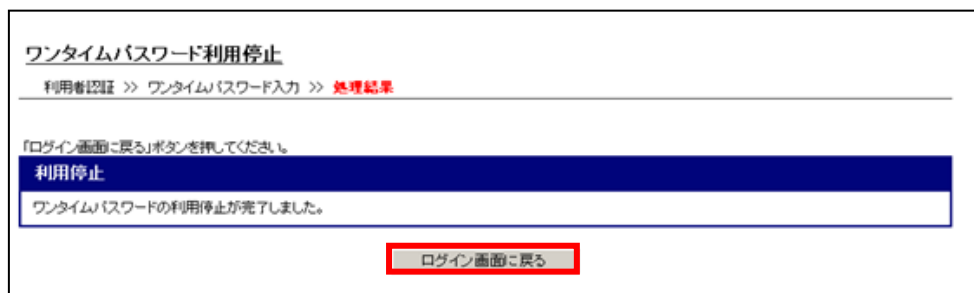 ワンタイムパスワード利用停止
利用者認証 >> ワンタイムパスワード入力 >> 処理結果
「ログイン画面に戻る」ボタンを押してください。
利用停止
ワンタイムパスワードの利用停止が完了しました。
ログイン画面に戻る